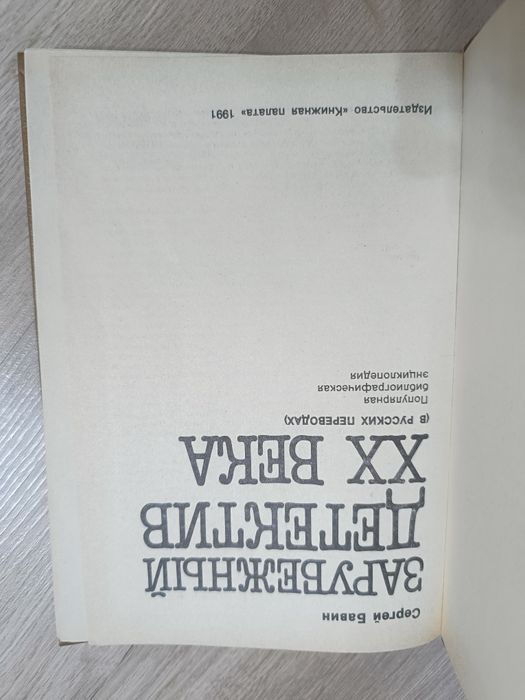 Сергей Бавин
ЗАРУБЕЖНЫЙ
ДЕТЕКТИВ
XX ВЕКА
(В РУССКИХ ПЕРЕВОДАХ)
Популярная
библиографическая
энциклопедия
Издательство «Книжная палата» 1991